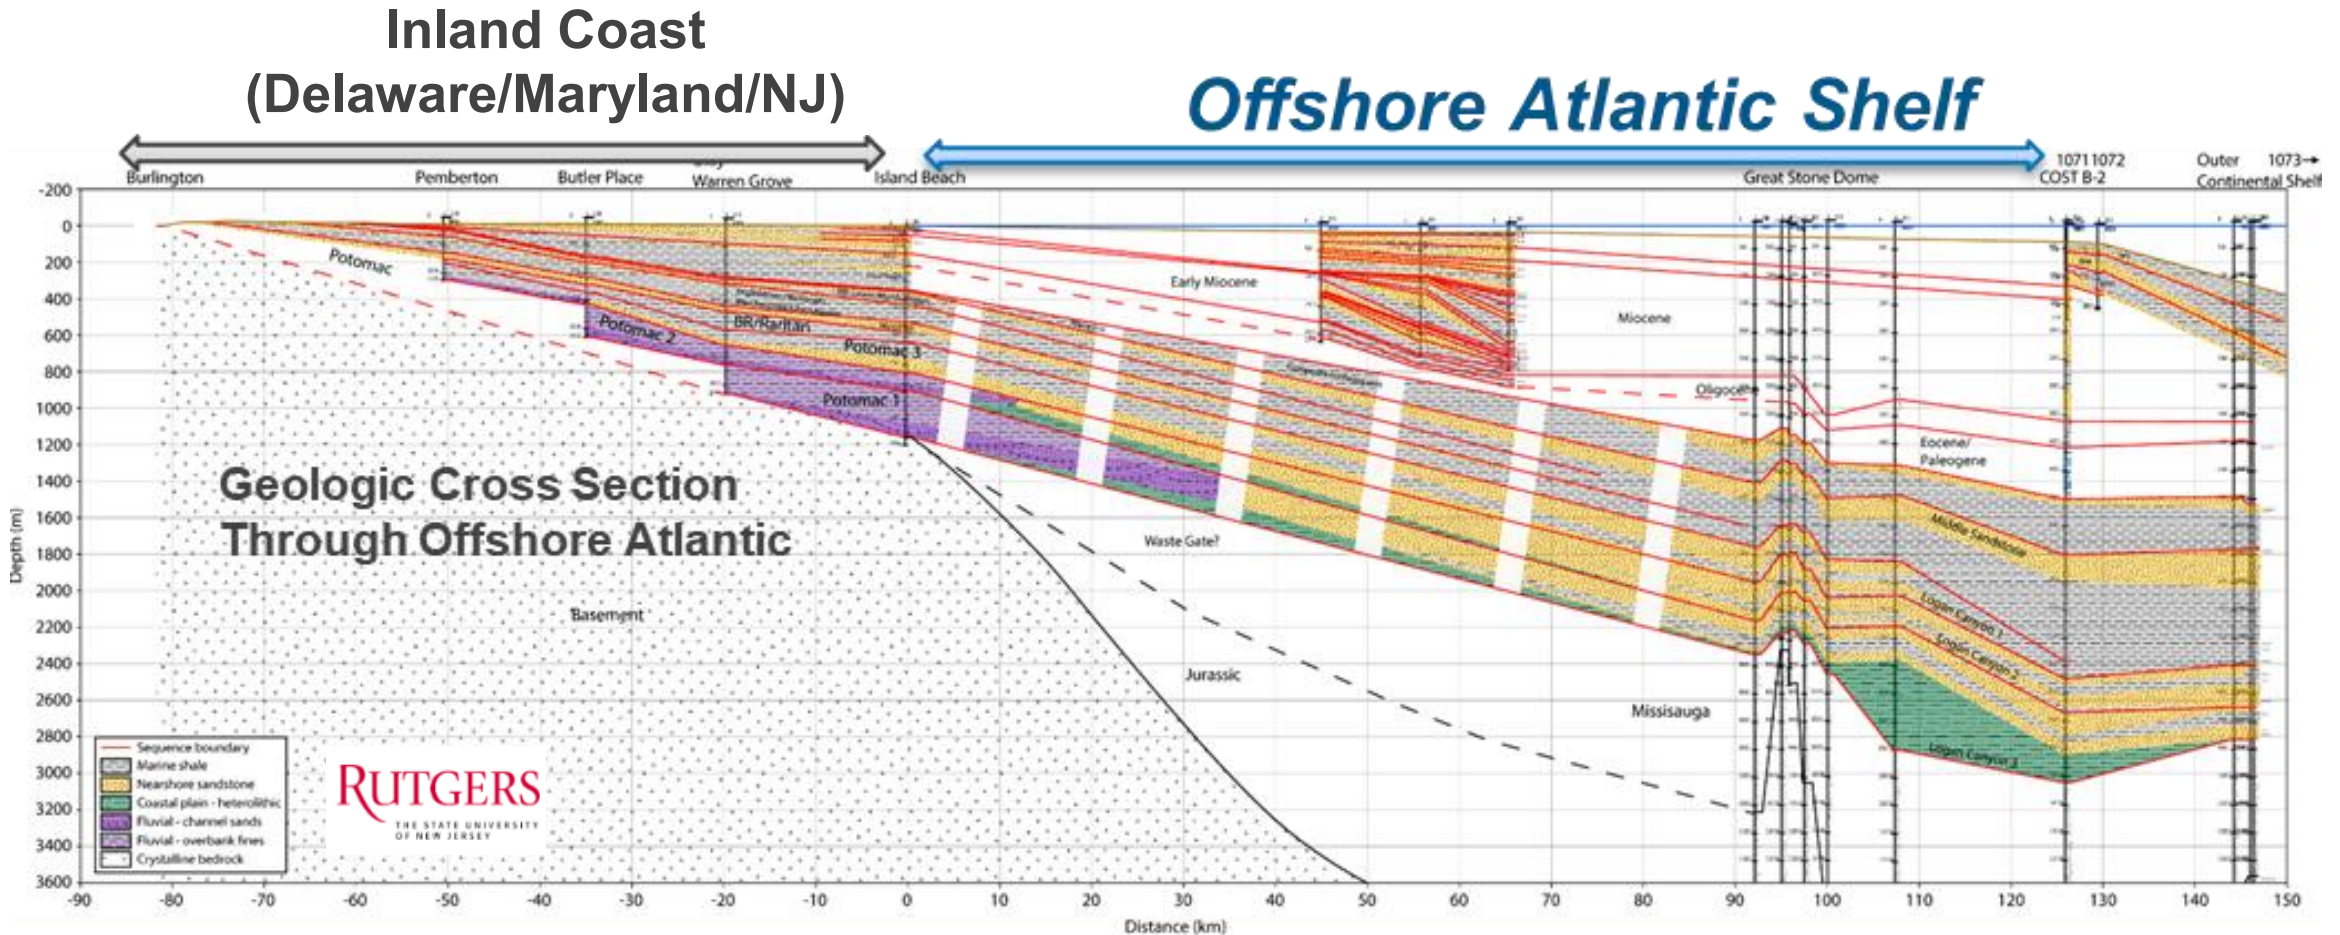 Inland Coast
(Delaware/Maryland/NJ)
Offshore Atlantic Shelf
1071 1072
Outer 1073→
Burlington
Pemberton
Butler Place
Warren Grove
Island Beach
Great Stone Dome
COST B-2
Continental Shelf
-200
0
200
400
600
800
1000
1200
1400
1600
1800
2000
2200
2400
2600
2800
3000
3200
3400
3600
Depth (m)
Potomac
Potomac 2
BR/Raritan
Potomac 3
Potomac 1
Early Miocene
Miocene
Oligocene
Eocene/
Paleogene
Middle Sandstone
Logan Canyon 1
Logan Canyon 2
Logan Canyon 3
Geologic Cross Section
Through Offshore Atlantic
Waste Gate?
Basement
Jurassic
Missisauga
Sequence boundary
Marine shale
Nearshore sandstone
Coastal plain - heterolithic
Fluvial - channel sands
Fluvial - overbank fines
Crystalline bedrock
RUTGERS
THE STATE UNIVERSITY
OF NEW JERSEY
-90 -80 -70 -60 -50 -40 -30 -20 -10 0 10 20 30 40 50 60 70 80 90 100 110 120 130 140 150
Distance (km)